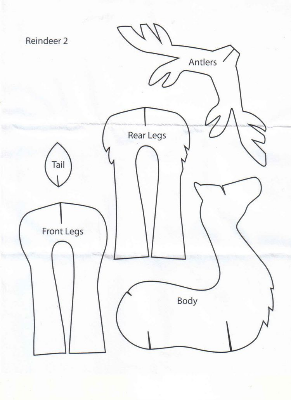 Reindeer 2
Antlers
Rear Legs
Tail
Front Legs
Body